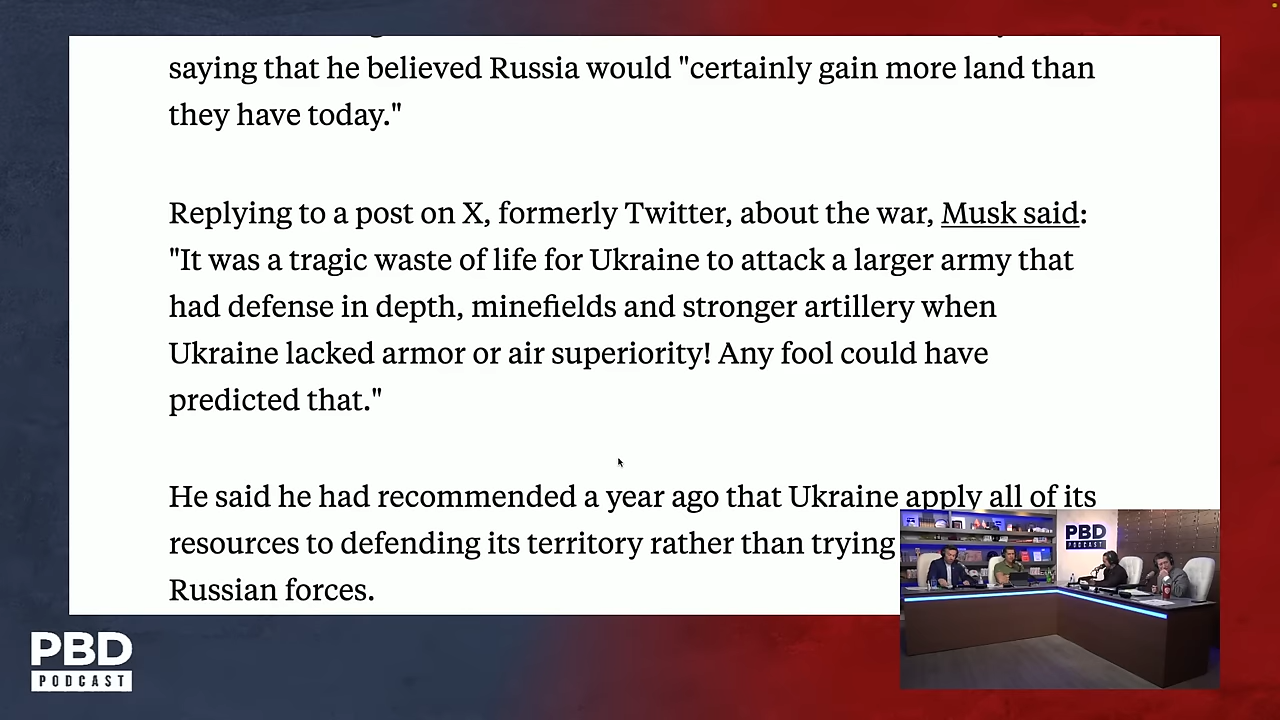 saying that he believed Russia would "certainly gain more land than
they have today."
Replying to a post on X, formerly Twitter, about the war, Musk said:
"It was a tragic waste of life for Ukraine to attack a larger army that
had defense in depth, minefields and stronger artillery when
Ukraine lacked armor or air superiority! Any fool could have
predicted that."
He said he had recommended a year ago that Ukraine apply all of its
resources to defending its territory rather than trying
Russian forces.
PBD
PODCAST
PBD
PODCAST